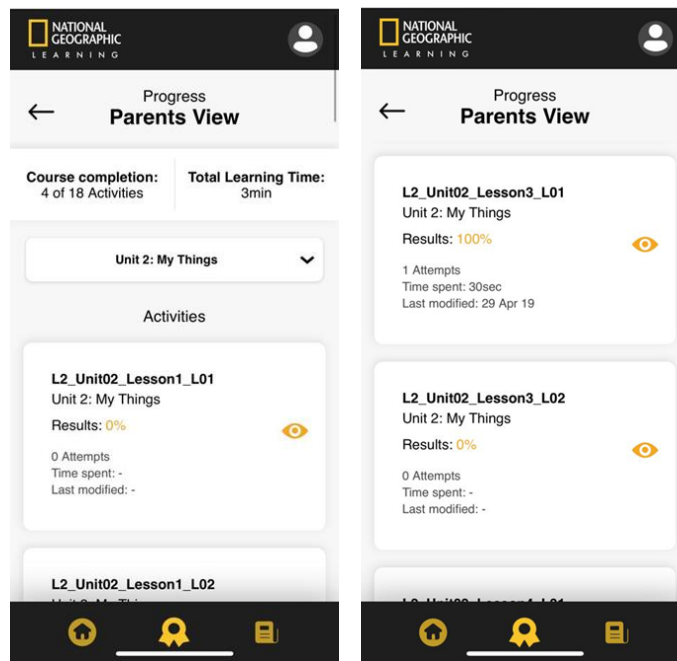 NATIONAL
GEOGRAPHIC
LEARNING
Progress
Parents View
Course completion:
4 of 18 Activities
Total Learning Time:
3min
Unit 2: My Things
Activities
L2_Unit02_Lesson1_L01
Unit 2: My Things
Results: 0%
0 Attempts
Time spent: -
Last modified: -
L2_Unit02_Lesson1_L02
NATIONAL
GEOGRAPHIC
LEARNING
Progress
Parents View
L2_Unit02_Lesson3_L01
Unit 2: My Things
Results: 100%
1 Attempts
Time spent: 30sec
Last modified: 29 Apr 19
L2_Unit02_Lesson3_L02
Unit 2: My Things
Results: 0%
0 Attempts
Time spent: -
Last modified: -